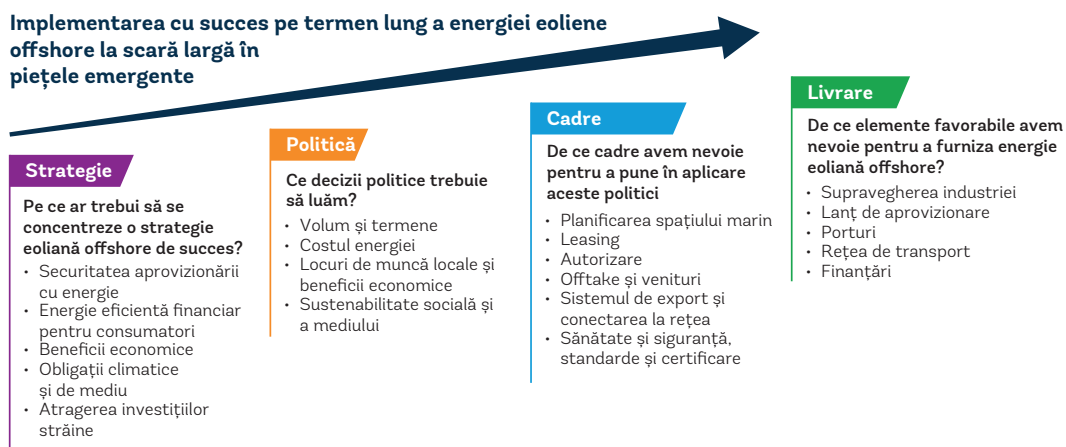 Implementarea cu succes pe termen lung a energiei eoliene
offshore la scară largă în
piețele emergente
Strategie
Pe ce ar trebui să se
concentreze o strategie
eoliană offshore de succes?
• Securitatea aprovizionării
cu energie
• Energie eficientă financiar
pentru consumatori
• Beneficii economice
• Obligații climatice
și de mediu
• Atragerea investițiilor
străine
Politică
Ce decizii politice trebuie
să luăm?
• Volum și termene
• Costul energiei
• Locuri de muncă locale și
beneficii economice
• Sustenabilitate socială și
a mediului
Cadre
De ce cadre avem nevoie
pentru a pune în aplicare
aceste politici
• Planificarea spațiului marin
• Leasing
• Autorizare
• Offtake și venituri
• Sistemul de export și
conectarea la rețea
• Sănătate și siguranță,
standarde și certificare
Livrare
De ce elemente favorabile avem
nevoie pentru a furniza energie
eoliană offshore?
• Supravegherea industriei
• Lanț de aprovizionare
• Porturi
• Rețea de transport
• Finanțări